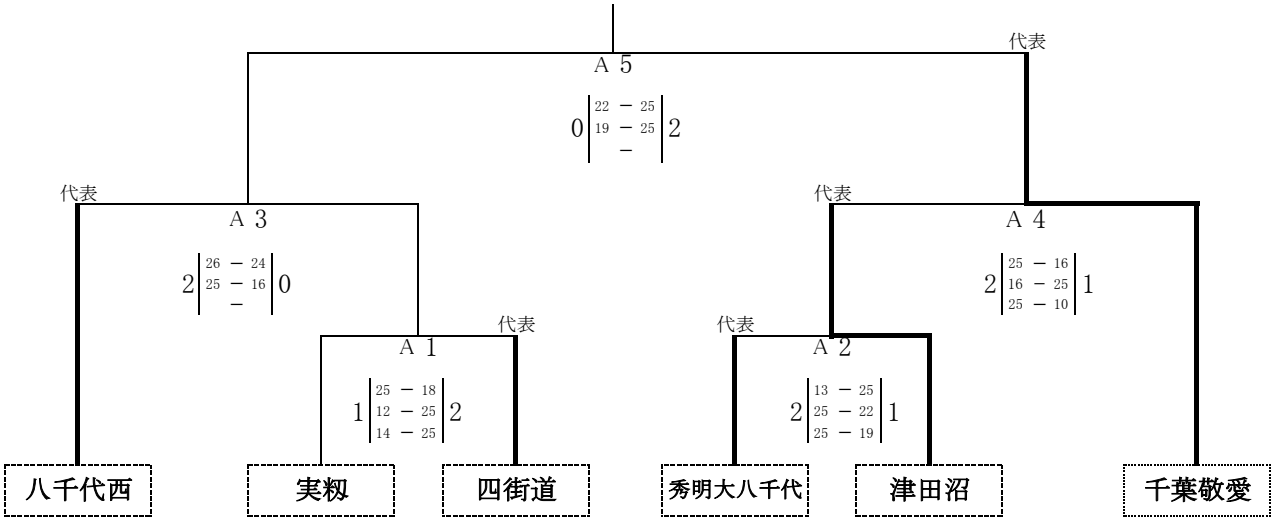 代表
A 5
0 22 － 25 2
19 － 25
－
代表
代表
A 3
A 4
2 26 － 24 0
25 － 16
－
2 25 － 16 1
16 － 25
25 － 10
代表
代表
A 1
A 2
1 25 － 18 2
12 － 25
14 － 25
2 13 － 25 1
25 － 22
25 － 19
八千代西
実籾
四街道
秀明大八千代
津田沼
千葉敬愛